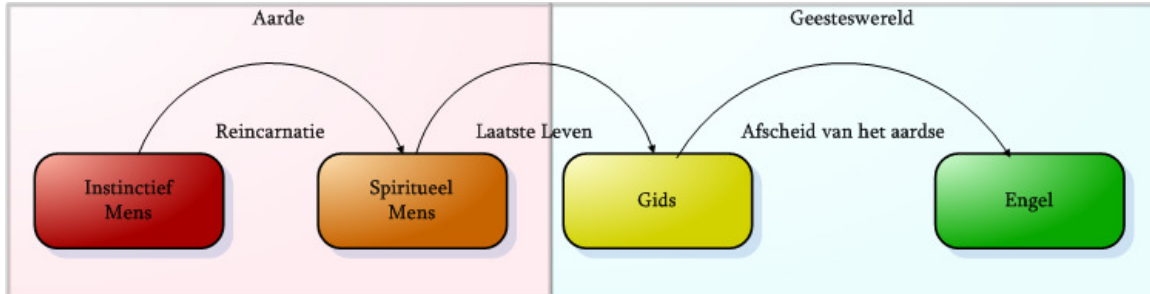 Aarde
Geesteswereld
Reincarnatie
Laatste Leven
Afscheid van het aardse
Instinctief
Mens
Spiritueel
Mens
Gids
Engel